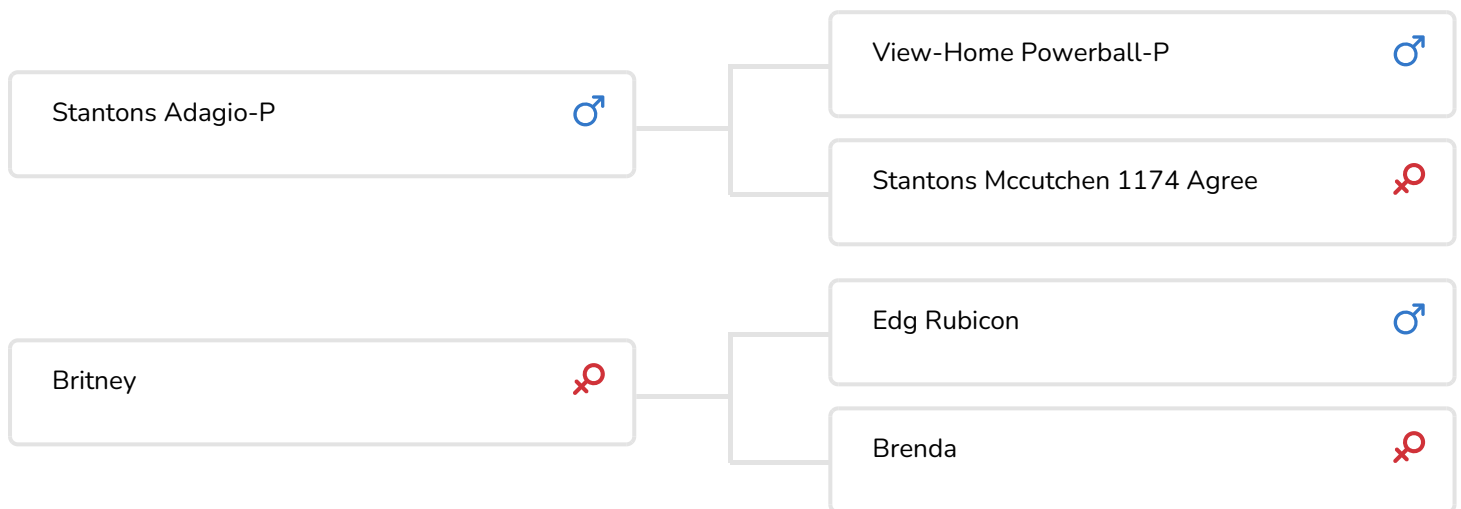 View-Home Powerball-P
Stantons Adagio-P
Stantons Mccutchen 1174 Agree
Edg Rubicon
Britney
Brenda